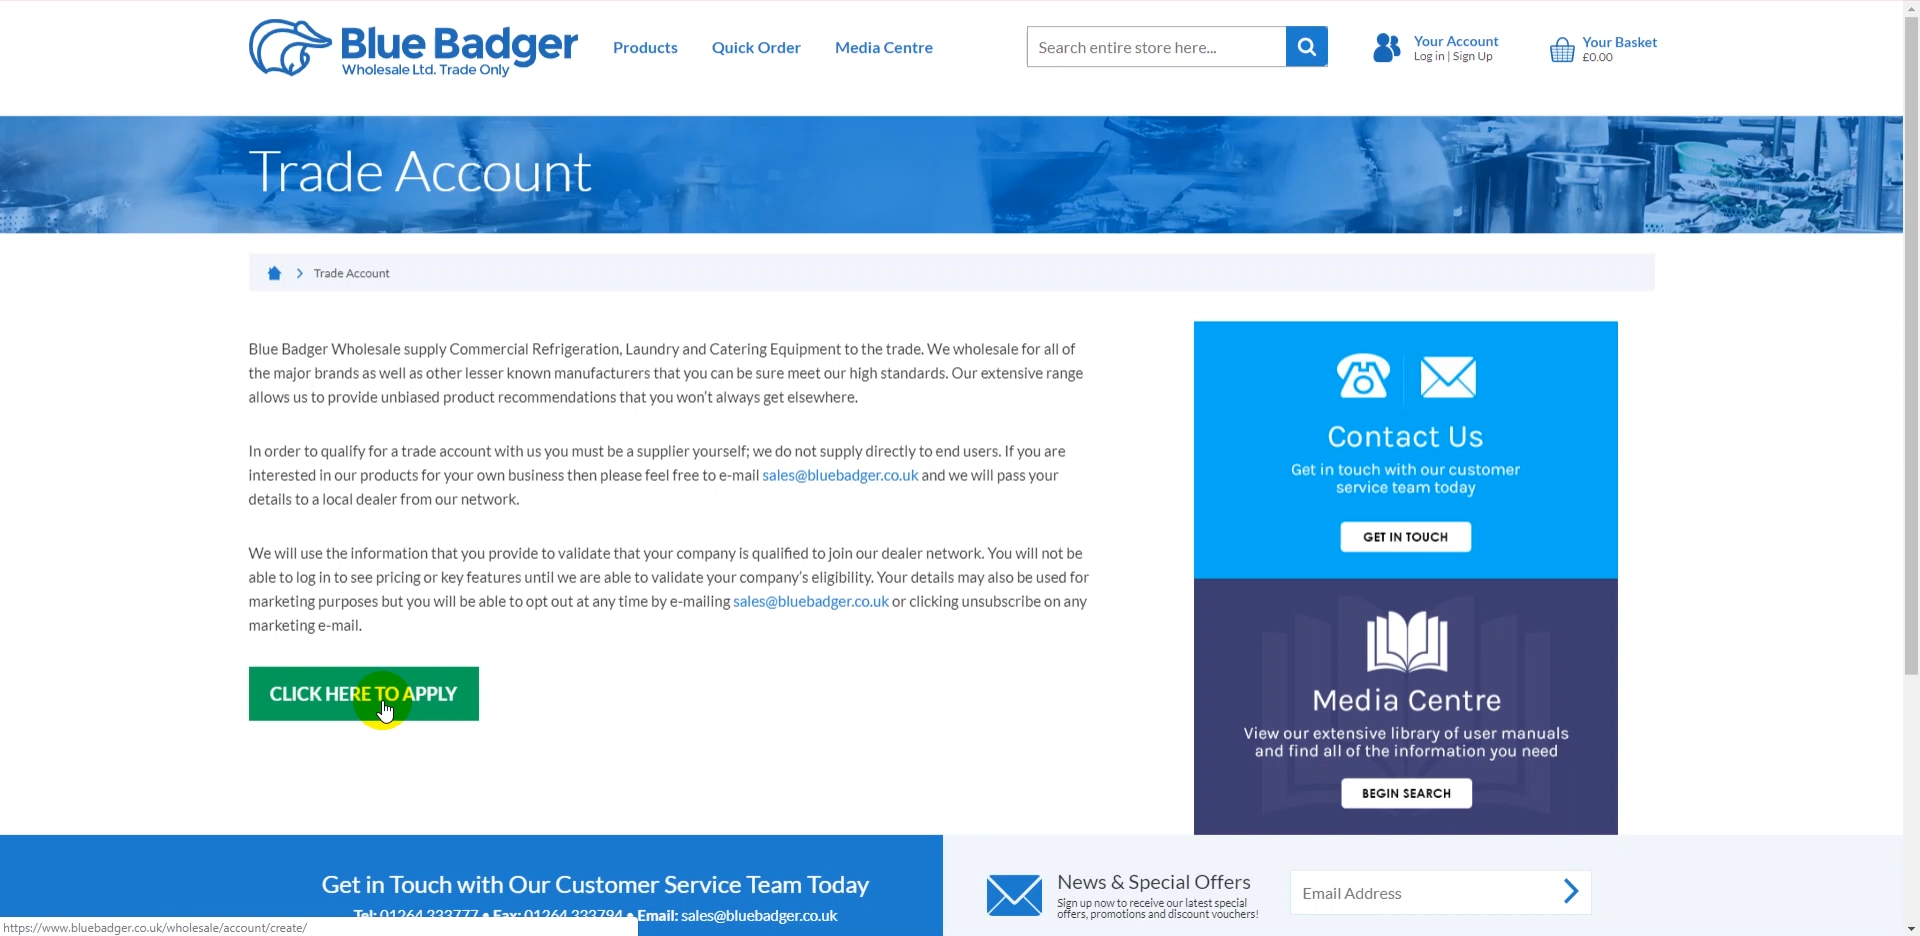 Blue Badger
Wholesale Ltd. Trade Only
Products
Quick Order
Media Centre
Search entire store here...
Your Account
Log in | Sign Up
Your Basket
£0.00
Trade Account
Trade Account
Blue Badger Wholesale supply Commercial Refrigeration, Laundry and Catering Equipment to the trade. We wholesale for all of
the major brands as well as other lesser known manufacturers that you can be sure meet our high standards. Our extensive range
allows us to provide unbiased product recommendations that you won't always get elsewhere.
In order to qualify for a trade account with us you must be a supplier yourself; we do not supply directly to end users. If you are
interested in our products for your own business then please feel free to e-mail sales@bluebadger.co.uk and we will pass your
details to a local dealer from our network.
We will use the information that you provide to validate that your company is qualified to join our dealer network. You will not be
able to log in to see pricing or key features until we are able to validate your company's eligibility. Your details may also be used for
marketing purposes but you will be able to opt out at any time by e-mailing sales@bluebadger.co.uk or clicking unsubscribe on any
marketing e-mail.
CLICK HERE TO APPLY
Contact Us
Get in touch with our customer
service team today
GET IN TOUCH
Media Centre
View our extensive library of user manuals
and find all of the information you need
BEGIN SEARCH
Get in Touch with Our Customer Service Team Today
Tel: 01264 333777 • Fax: 01264 333794 • Email: sales@bluebadger.co.uk
News & Special Offers
Sign up now to receive our latest special
offers, promotions and discount vouchers!
Email Address
https://www.bluebadger.co.uk/wholesale/account/create/